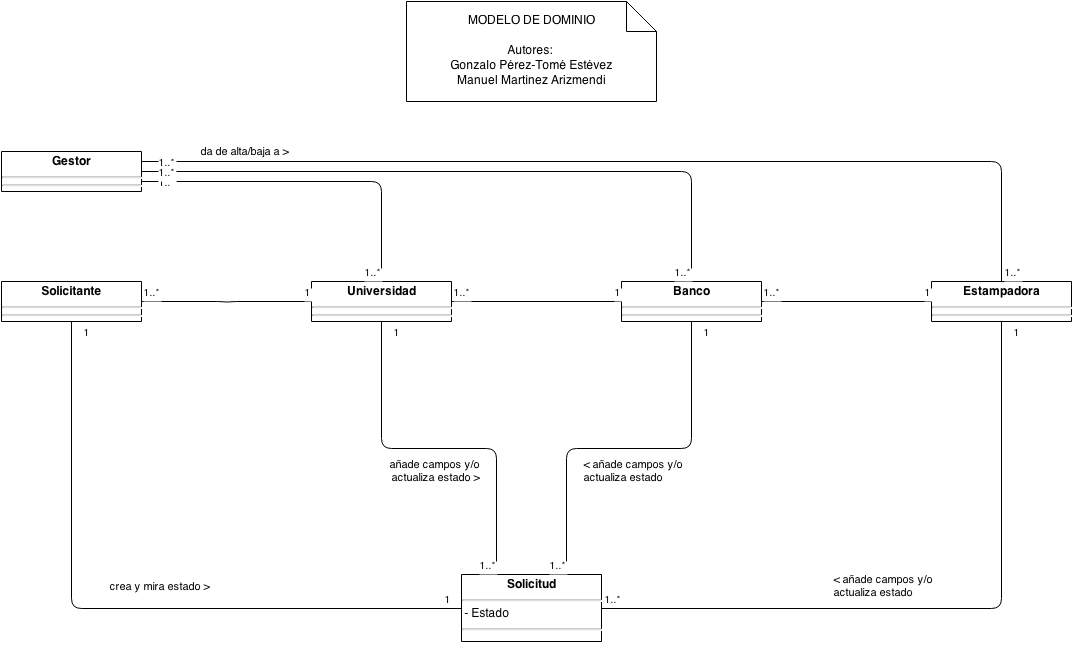 MODELO DE DOMINIO
Autores:
Gonzalo Pérez-Tomé Estévez
Manuel Martinez Arizmendi
da de alta/baja a >
Gestor
1..*
1..*
1..
1..*
1..*
1..*
Solicitante
1..*
1
Universidad
1..*
1
Banco
1..*
1
Estampadora
1
1
1
1
añade campos y/o
actualiza estado >
< añade campos y/o
actualiza estado
1..*
1..*
Solicitud
crea y mira estado >
< añade campos y/o
actualiza estado
1
1..*
- Estado